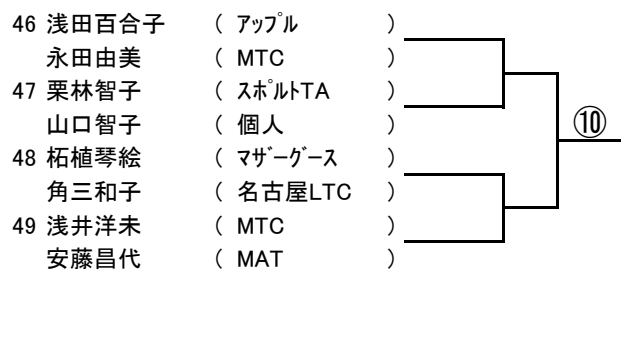 46 浅田百合子 ( ｱｯﾌﾟﾙ )
永田由美 ( MTC )
47 栗林智子 ( ｽﾎﾟﾙﾄTA )
山口智子 ( 個人 )
⑩
48 柘植琴絵 ( ﾏｻﾞｰｸﾞｰｽ )
角三和子 ( 名古屋LTC )
49 浅井洋未 ( MTC )
安藤昌代 ( MAT )